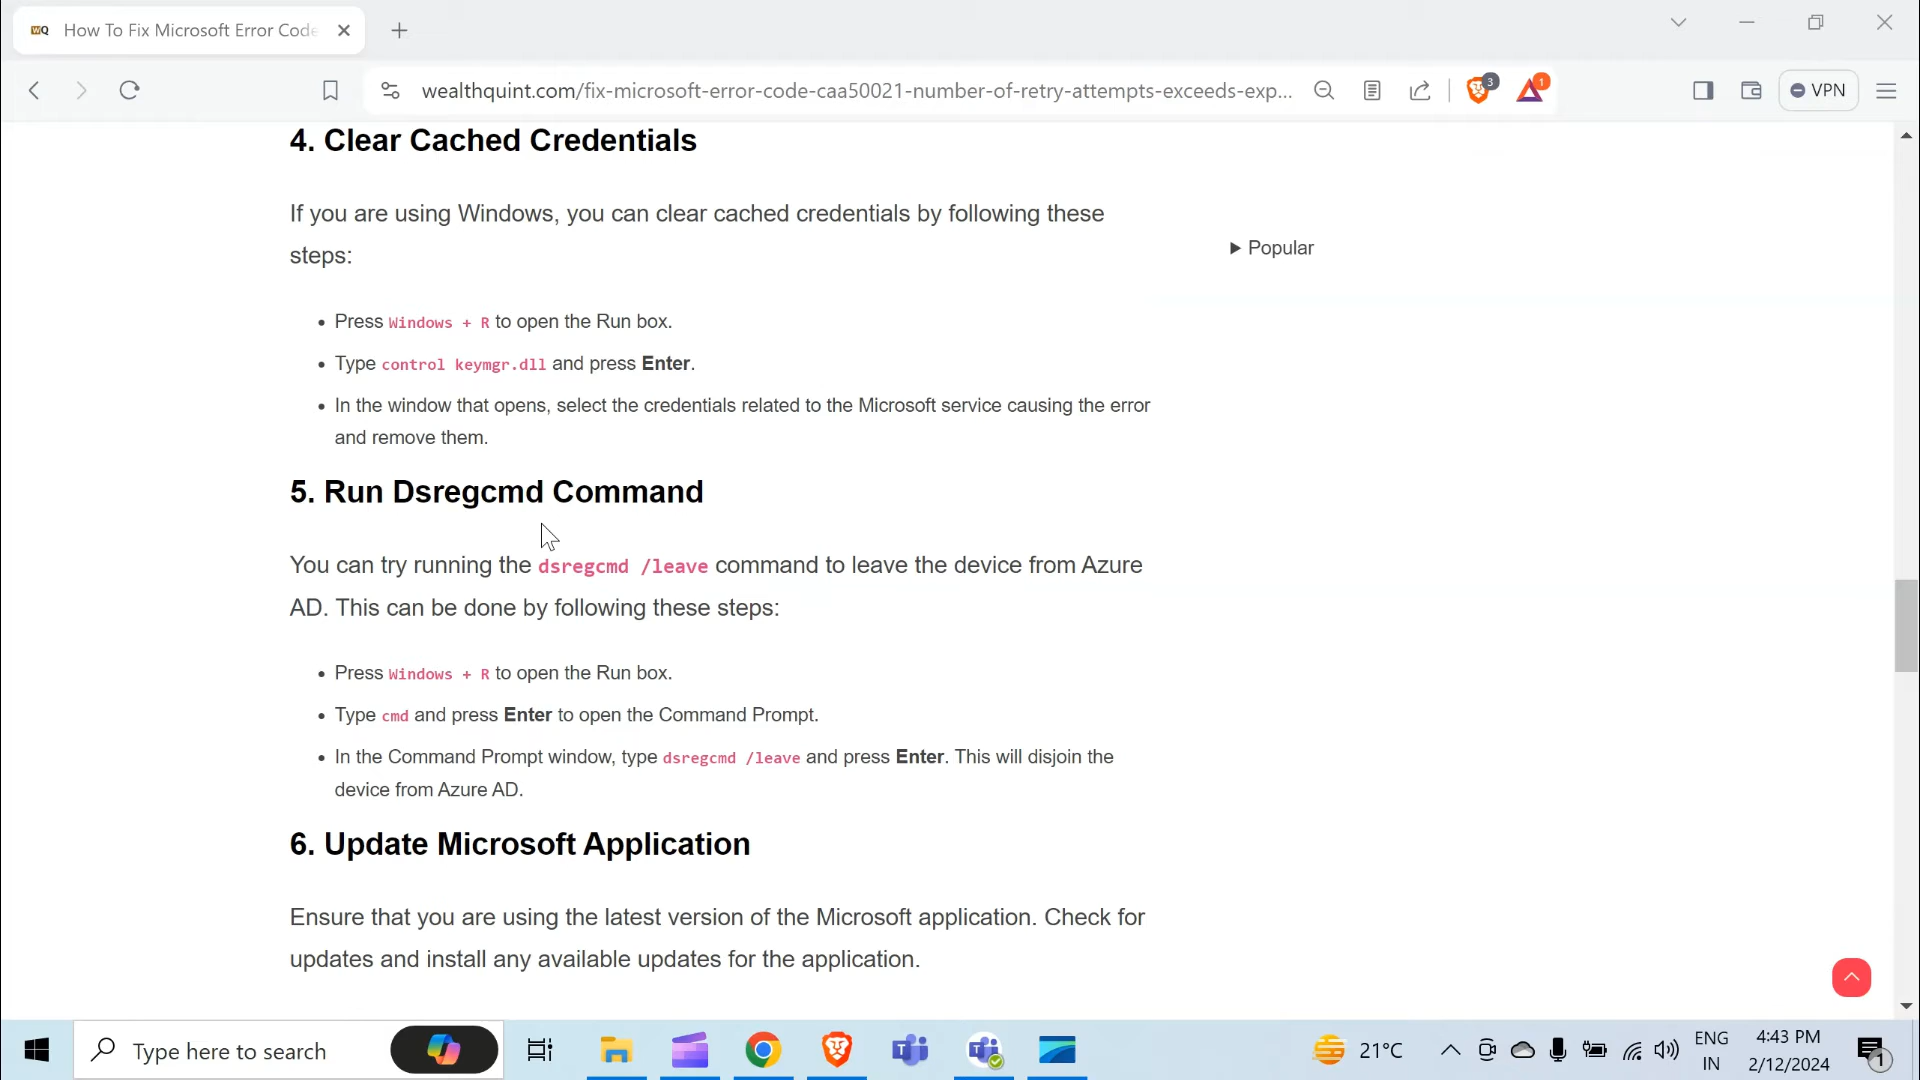 WQ How To Fix Microsoft Error Code
wealthquint.com/fix-microsoft-error-code-caa50021-number-of-retry-attempts-exceeds-exp... 3 1 VPN
4. Clear Cached Credentials
If you are using Windows, you can clear cached credentials by following these
steps:
Popular
• Press Windows + R to open the Run box.
• Type control keymgr.dll and press Enter.
• In the window that opens, select the credentials related to the Microsoft service causing the error
and remove them.
5. Run Dsregcmd Command
You can try running the dsregcmd /leave command to leave the device from Azure
AD. This can be done by following these steps:
• Press Windows + R to open the Run box.
• Type cmd and press Enter to open the Command Prompt.
• In the Command Prompt window, type dsregcmd /leave and press Enter. This will disjoin the
device from Azure AD.
6. Update Microsoft Application
Ensure that you are using the latest version of the Microsoft application. Check for
updates and install any available updates for the application.
Type here to search
21°C
ENG
IN
4:43 PM
2/12/2024
1